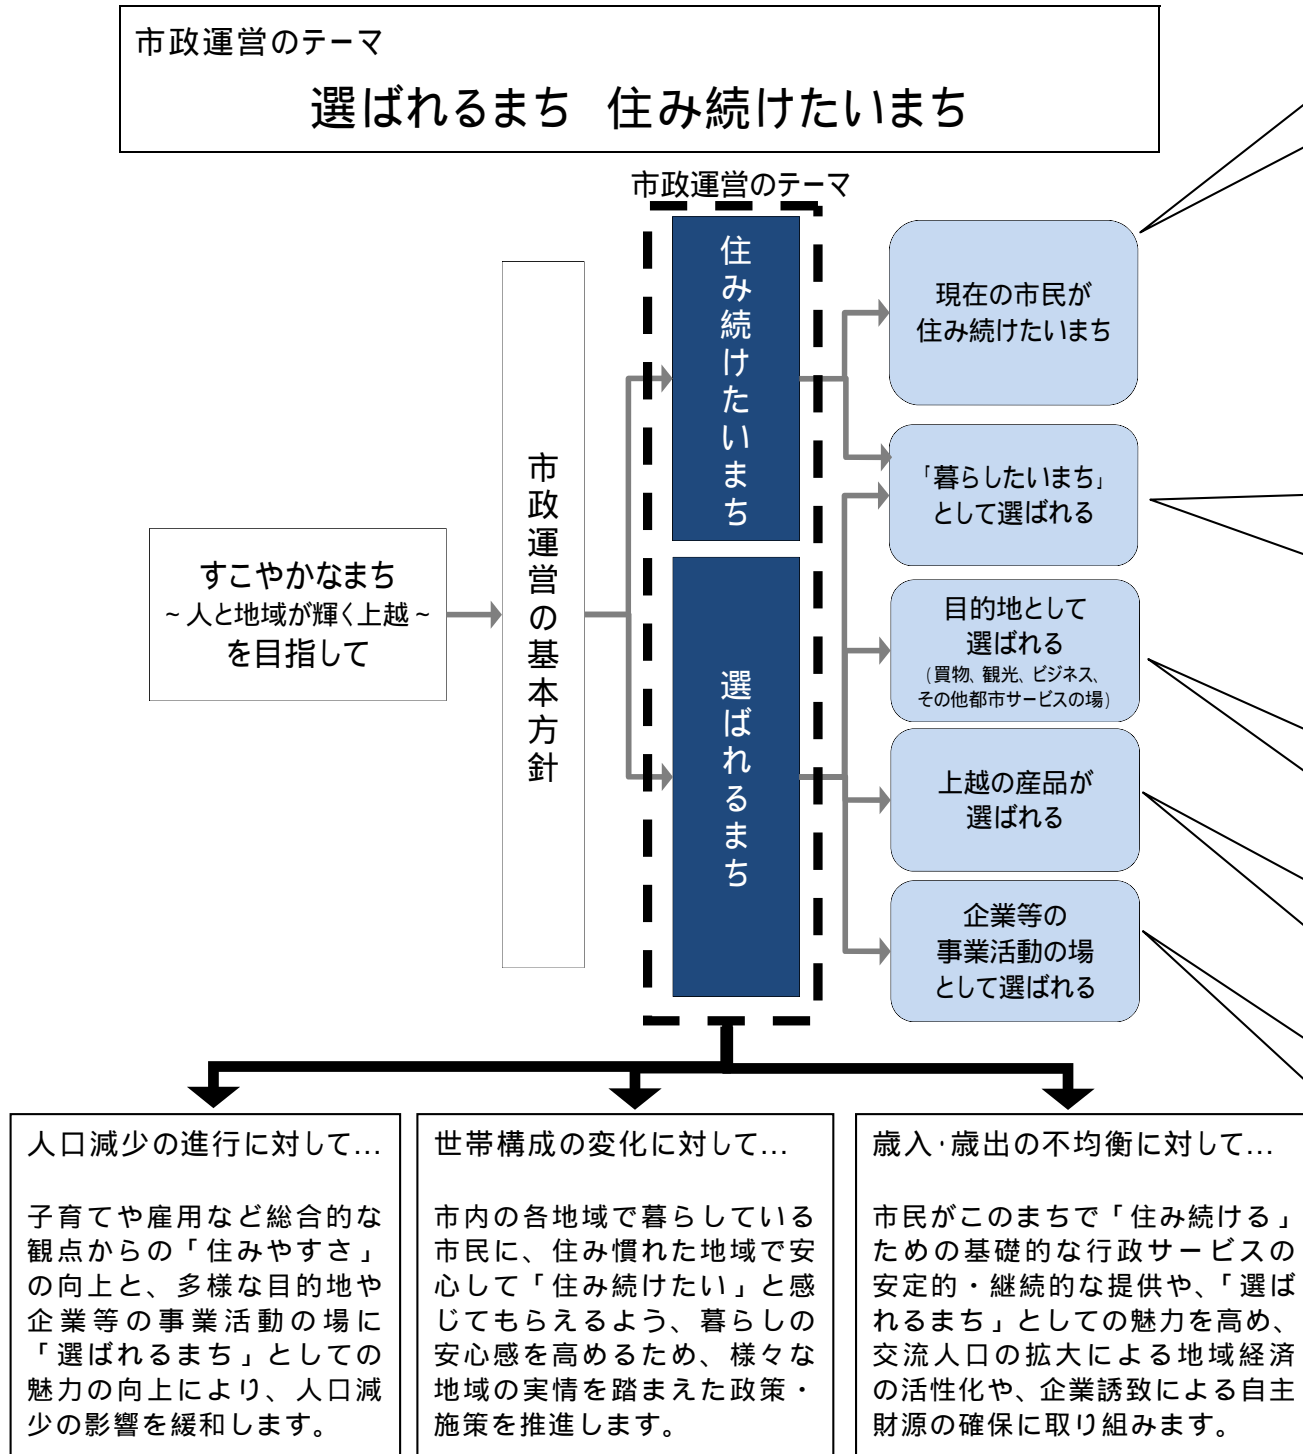 市政運営のテーマ
選ばれるまち 住み続けたいまち
市政運営のテーマ
すこやかなまち
~人と地域が輝く上越~
を目指して
市政運営の基本方針
住み続けたいまち
選ばれるまち
現在の市民が
住み続けたいまち
「暮らしたいまち」
として選ばれる
目的地として
選ばれる
(買物、観光、ビジネス、
その他都市サービスの場)
上越の産品が
選ばれる
企業等の
事業活動の場
として選ばれる
人口減少の進行に対して…
子育てや雇用など総合的な
観点からの「住みやすさ」
の向上と、多様な目的地や
企業等の事業活動の場に
「選ばれるまち」としての
魅力の向上により、人口減
少の影響を緩和します。
世帯構成の変化に対して…
市内の各地域で暮らしている
市民に、住み慣れた地域で安
心して「住み続けたい」と感
じてもらえるよう、暮らしの
安心感を高めるため、様々な
地域の実情を踏まえた政策・
施策を推進します。
歳入・歳出の不均衡に対して…
市民がこのまちで「住み続ける」
ための基礎的な行政サービスの
安定的・継続的な提供や、「選ば
れるまち」としての魅力を高め、
交流人口の拡大による地域経済
の活性化や、企業誘致による自主
財源の確保に取り組みます。